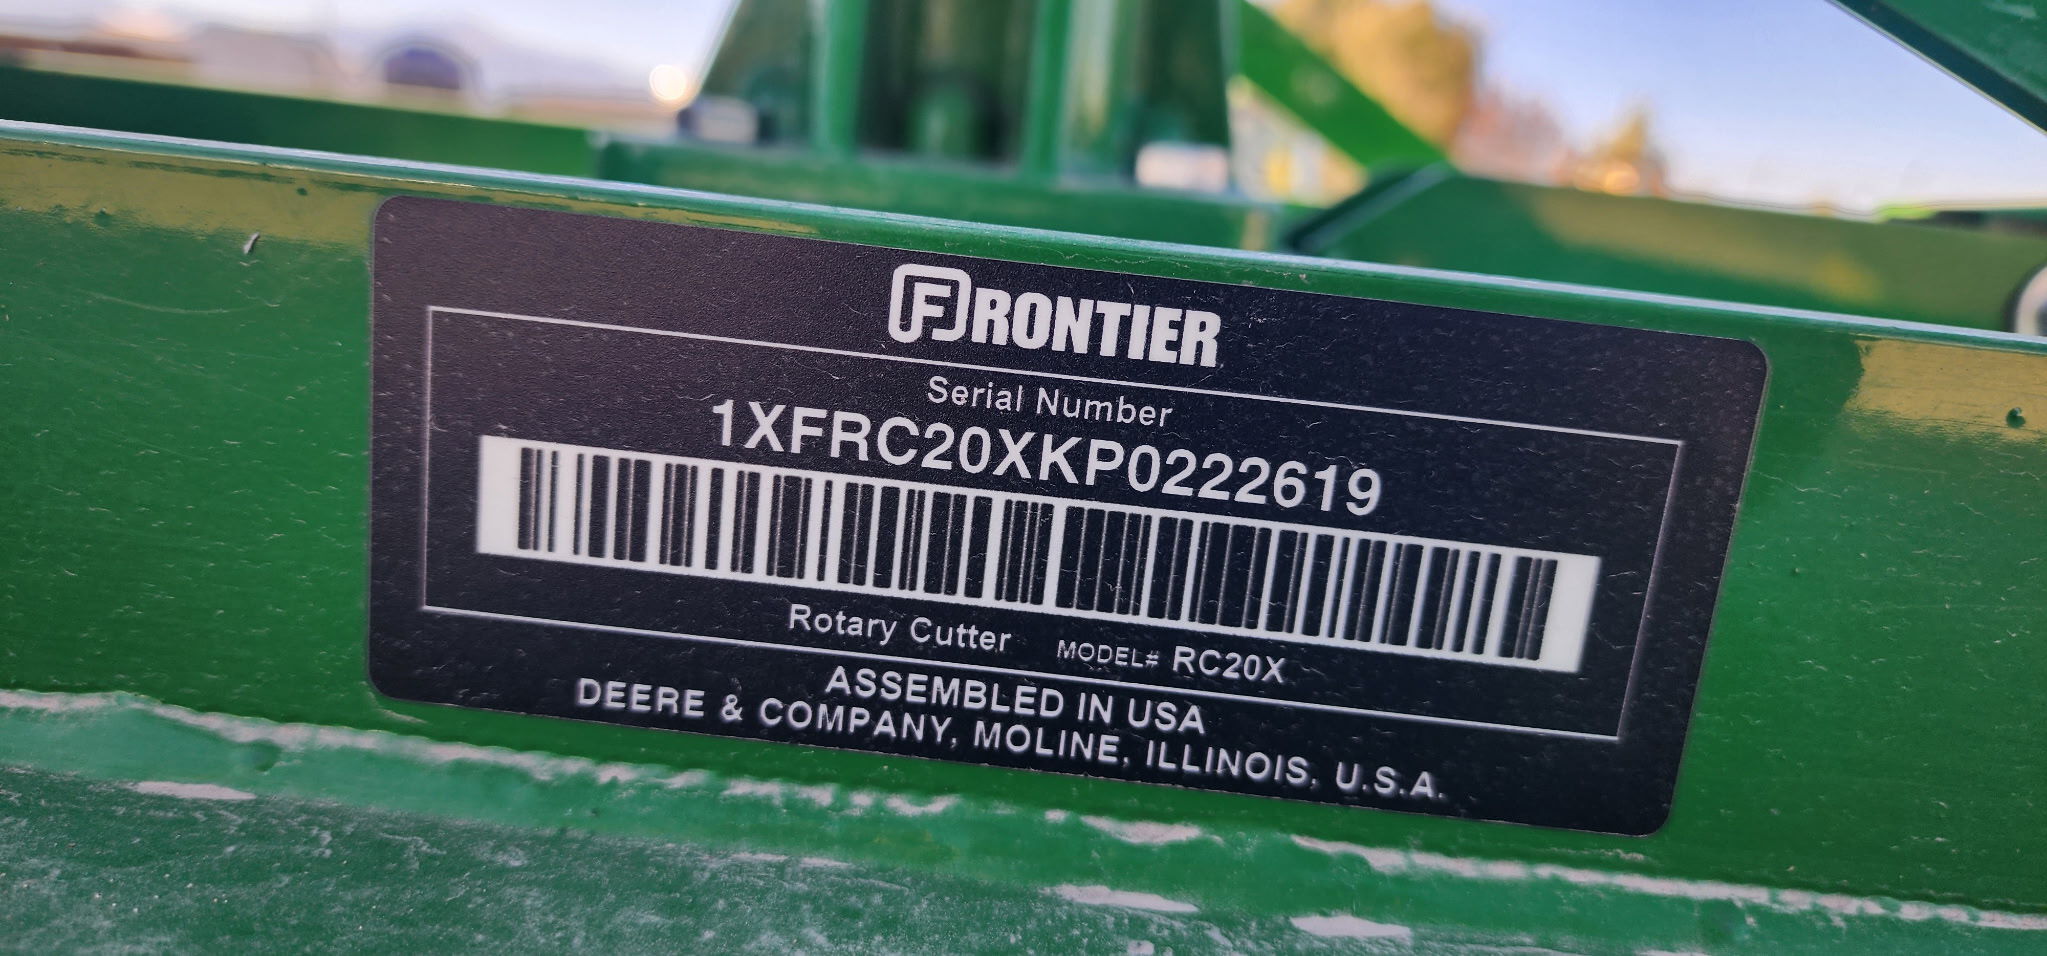 FRONTIER
Serial Number
1XFRC20XKP0222619
Rotary Cutter MODEL# RC20X
ASSEMBLED IN USA
DEERE & COMPANY, MOLINE, ILLINOIS, U.S.A.